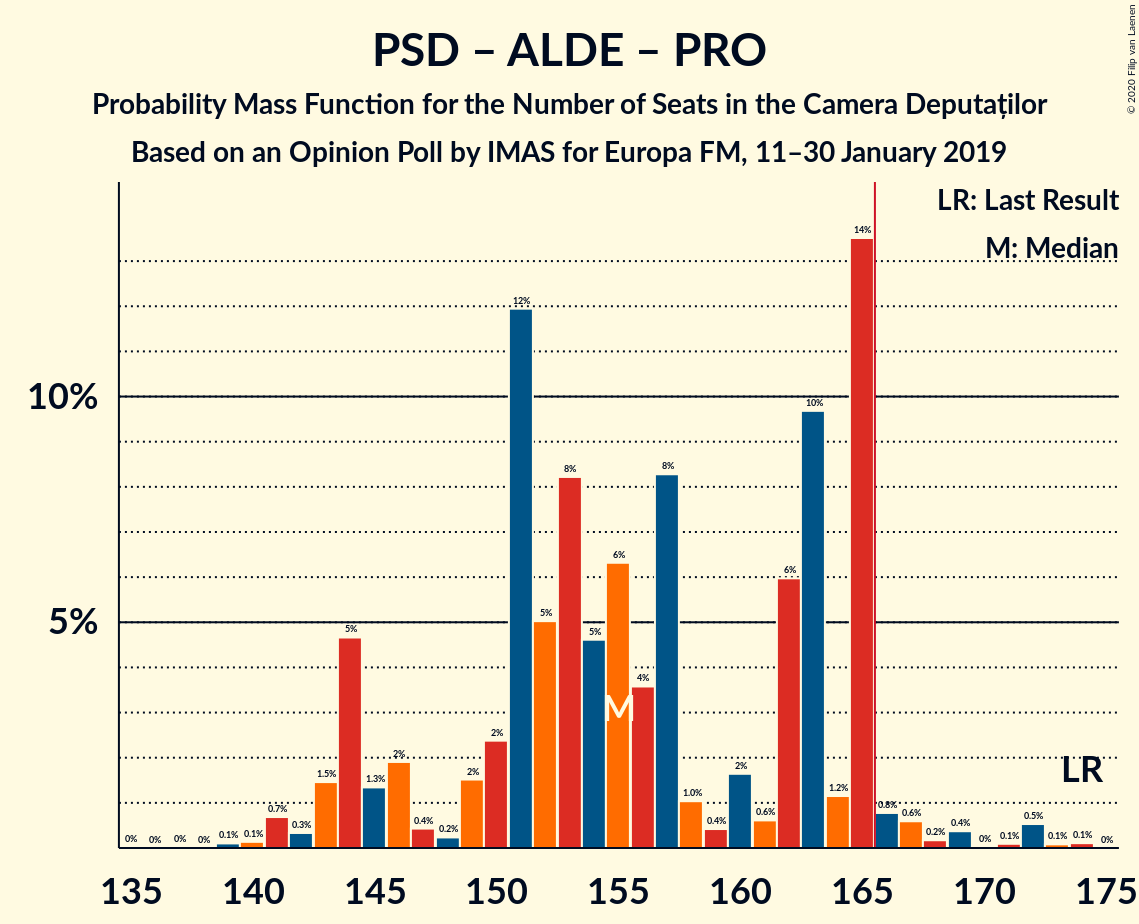 PSD – ALDE – PRO
Probability Mass Function for the Number of Seats in the Camera Deputaților
Based on an Opinion Poll by IMAS for Europa FM, 11–30 January 2019
© 2020 Filip van Laenen
LR: Last Result
M: Median
10%
5%
0% 0% 0% 0% 0.1% 0.1% 0.7% 0.3% 1.5% 5% 1.3% 2% 0.4% 0.2% 2% 2% 12% 5% 8% 5% 6% 4% 8% 1.0% 0.4% 2% 0.6% 6% 10% 1.2% 14% 0.8% 0.6% 0.2% 0.4% 0% 0.1% 0.5% 0.1% 0.1% 0%
M
LR
135 140 145 150 155 160 165 170 175